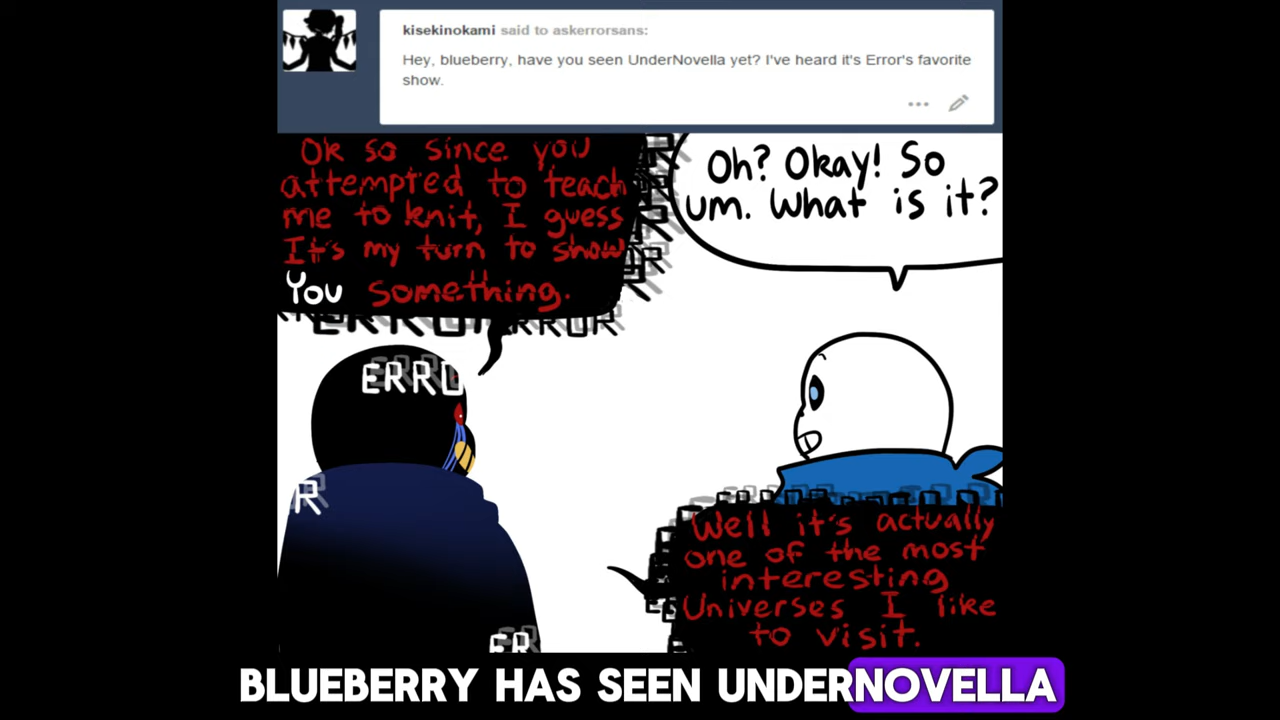 kisekinokami said to askerrorsans:
Hey, blueberry, have you seen UnderNovella yet? I've heard it's Error's favorite
show.
Ok so since you
attempted to teach
me to knit, I guess
It's my turn to show
You something.
Oh? Okay! So
um. What is it?
ERROR
ERRO
R
ER
Well it's actually
one of the most
interesting
Universes I like
to visit.
BLUEBERRY HAS SEEN UNDERNOVELLA